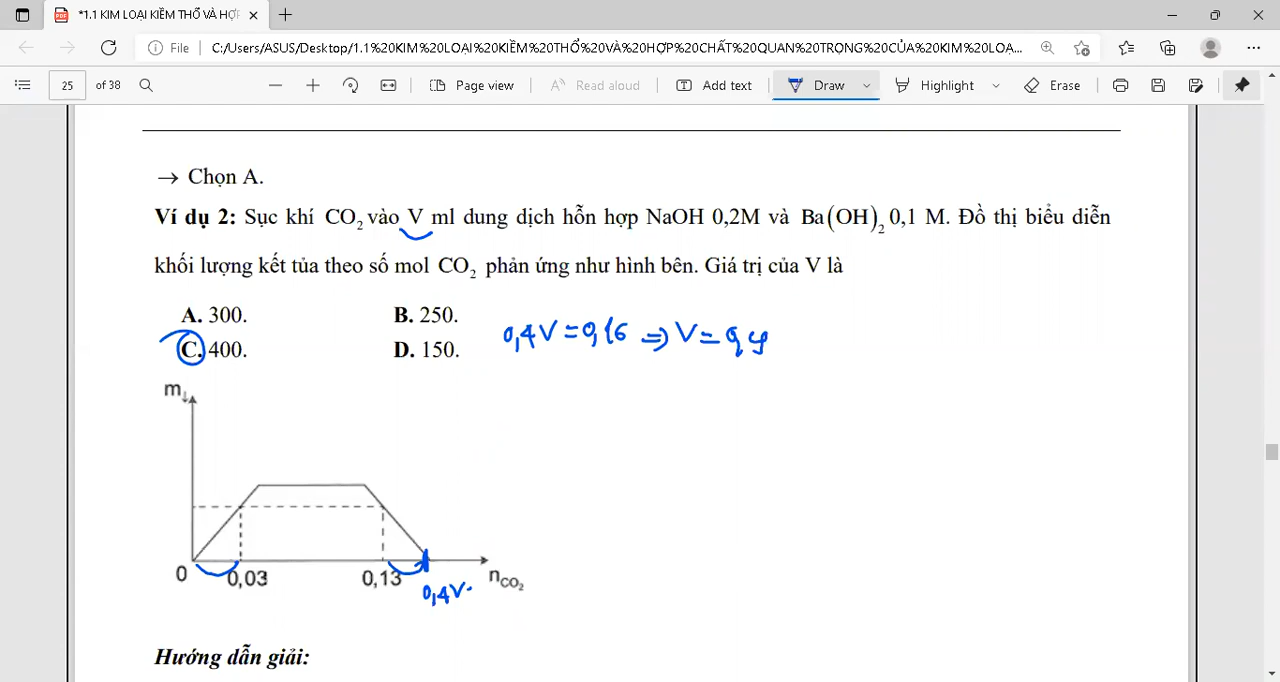 *1.1 KIM LOẠI KIỀM THỔ VÀ HỢP
File C:/Users/ASUS/Desktop/1.1%20KIM%20LOẠI%20KIỀM%20THỔ%20VÀ%20HỢP%20CHẤT%20QUAN%20TRỌNG%20CỦA%20KIM%20LOẠ...
25 of 38 Page view Read aloud Add text Draw Highlight Erase
→ Chọn A.
Ví dụ 2: Sục khí CO₂ vào V ml dung dịch hỗn hợp NaOH 0,2M và Ba(OH)₂ 0,1 M. Đồ thị biểu diễn
khối lượng kết tủa theo số mol CO₂ phản ứng như hình bên. Giá trị của V là
A. 300. B. 250.
C. 400. D. 150.
0,4V = 0,16 ⇒ V = 0,4
m↓
0 0,03 0,13 nCO₂
0,4V
Hướng dẫn giải: